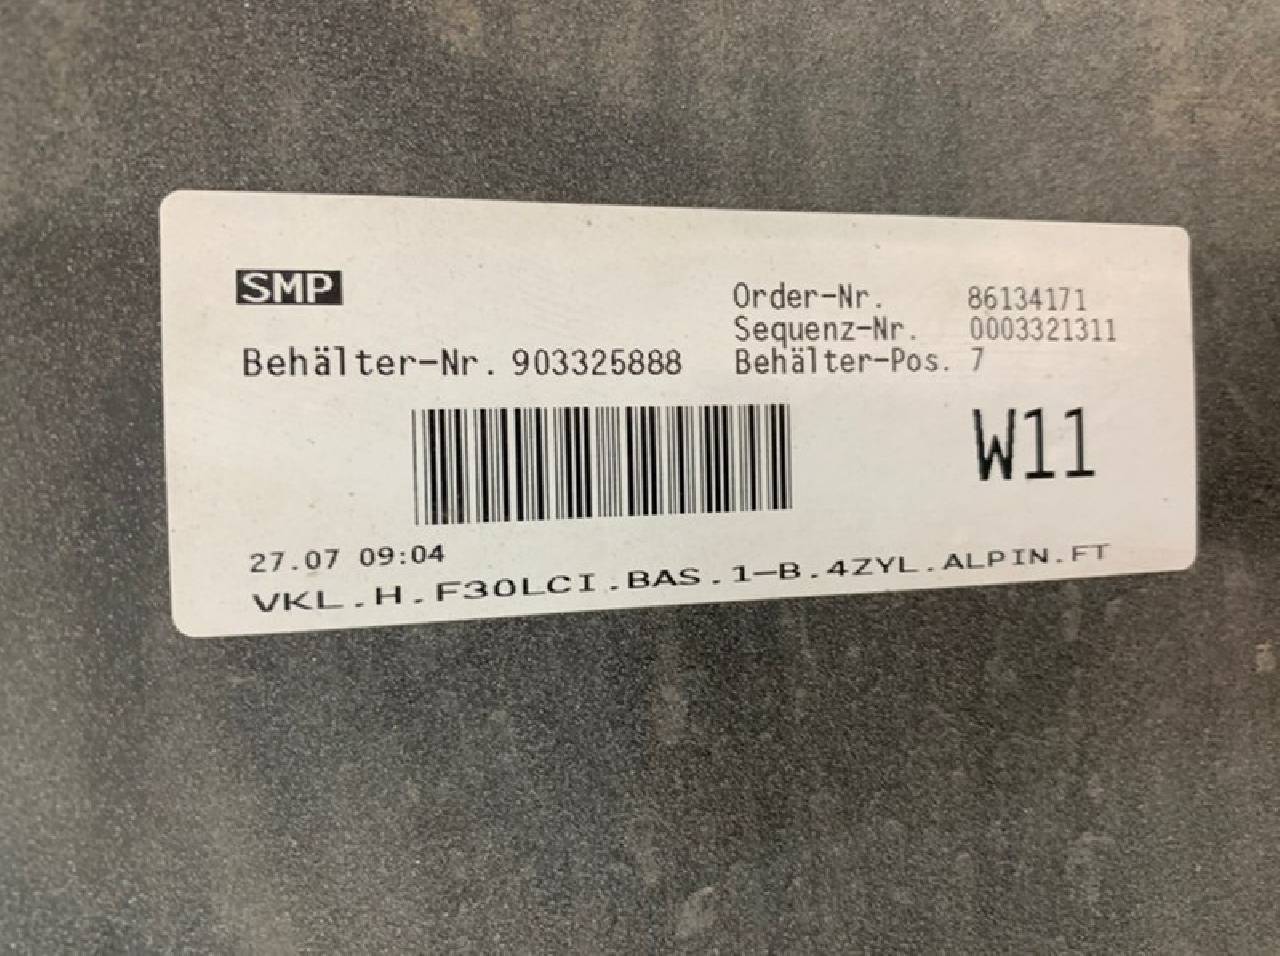 SMP
Order-Nr. 86134171
Sequenz-Nr. 0003321311
Behälter-Nr. 903325888 Behälter-Pos. 7
W11
27.07 09:04
VKL.H.F30LCI.BAS.1-B.4ZYL.ALPIN.FT